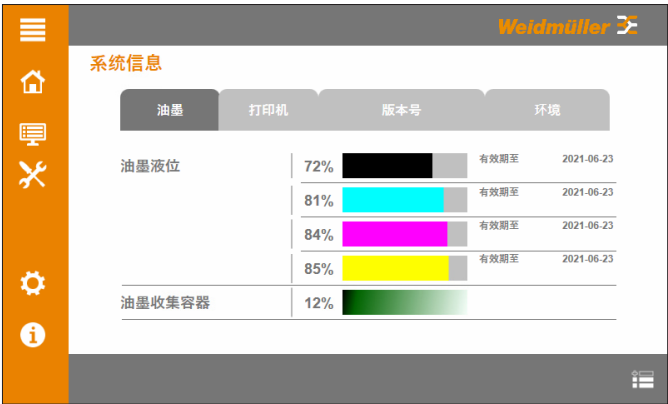 Weidmüller
系统信息
油墨 打印机 版本号 环境
油墨液位 72% 有效期至 2021-06-23
81% 有效期至 2021-06-23
84% 有效期至 2021-06-23
85% 有效期至 2021-06-23
油墨收集容器 12%